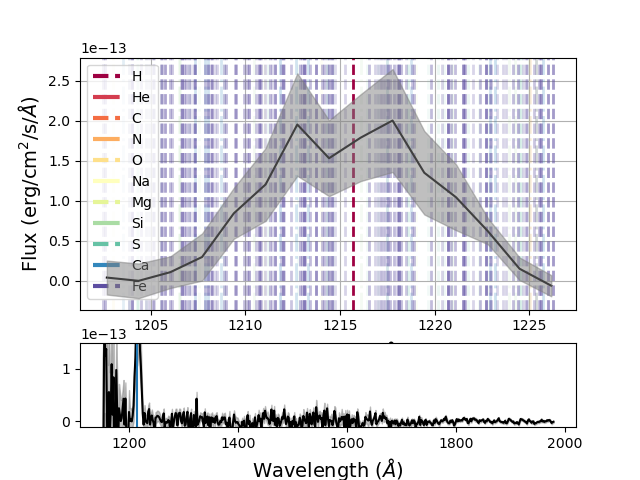 1e−13
Flux (erg/cm²/s/Å)
2.5
2.0
1.5
1.0
0.5
0.0
H
He
C
N
O
Na
Mg
Si
S
Ca
Fe
1205
1210
1215
1220
1225
1e−13
1
0
1200
1400
1600
1800
2000
Wavelength (Å)